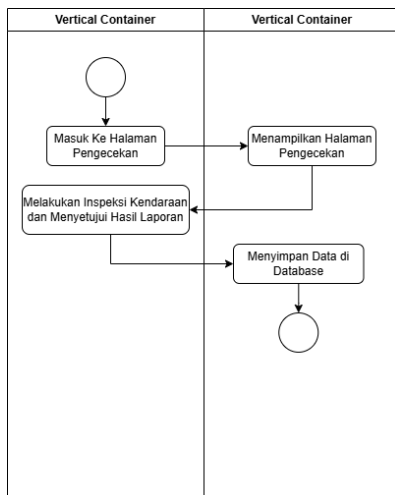 Vertical Container
Vertical Container
Masuk Ke Halaman
Pengecekan
Menampilkan Halaman
Pengecekan
Melakukan Inspeksi Kendaraan
dan Menyetujui Hasil Laporan
Menyimpan Data di
Database